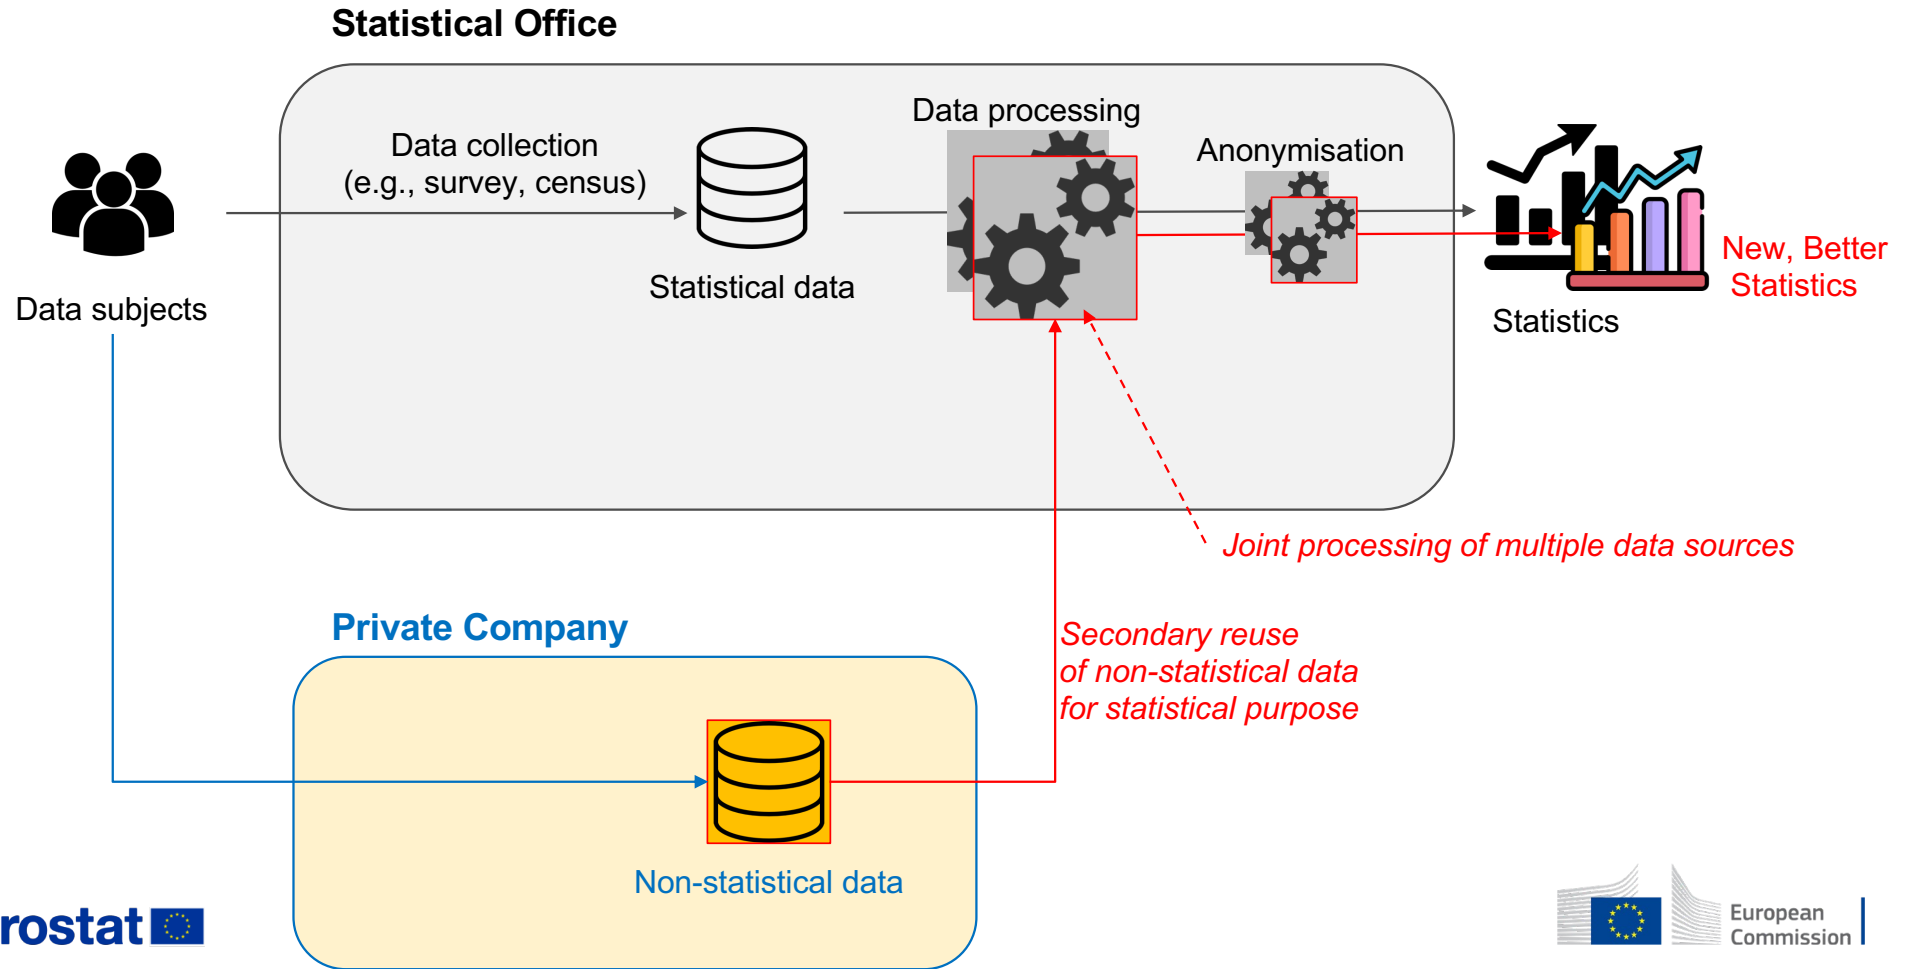 Statistical Office
Data processing
Data collection
(e.g., survey, census)
Anonymisation
Statistical data
Data subjects
New, Better
Statistics
Statistics
Joint processing of multiple data sources
Private Company
Secondary reuse
of non-statistical data
for statistical purpose
Non-statistical data
rostat
European
Commission